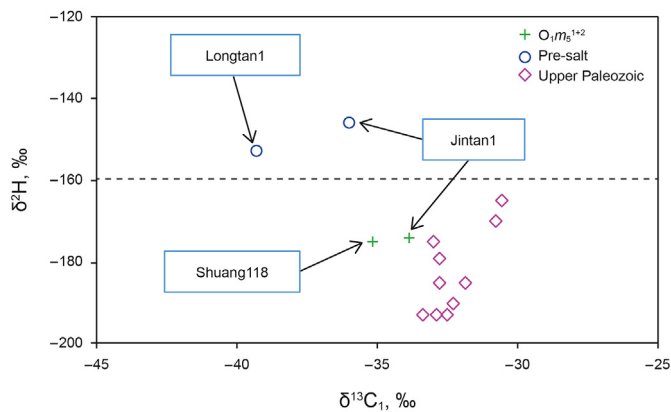 −120
−140
−160
−180
−200
δ²H, ‰
O₁m₅¹⁺²
Pre-salt
Upper Paleozoic
Longtan1
Jintan1
Shuang118
−45
−40
−35
−30
−25
δ¹³C₁, ‰